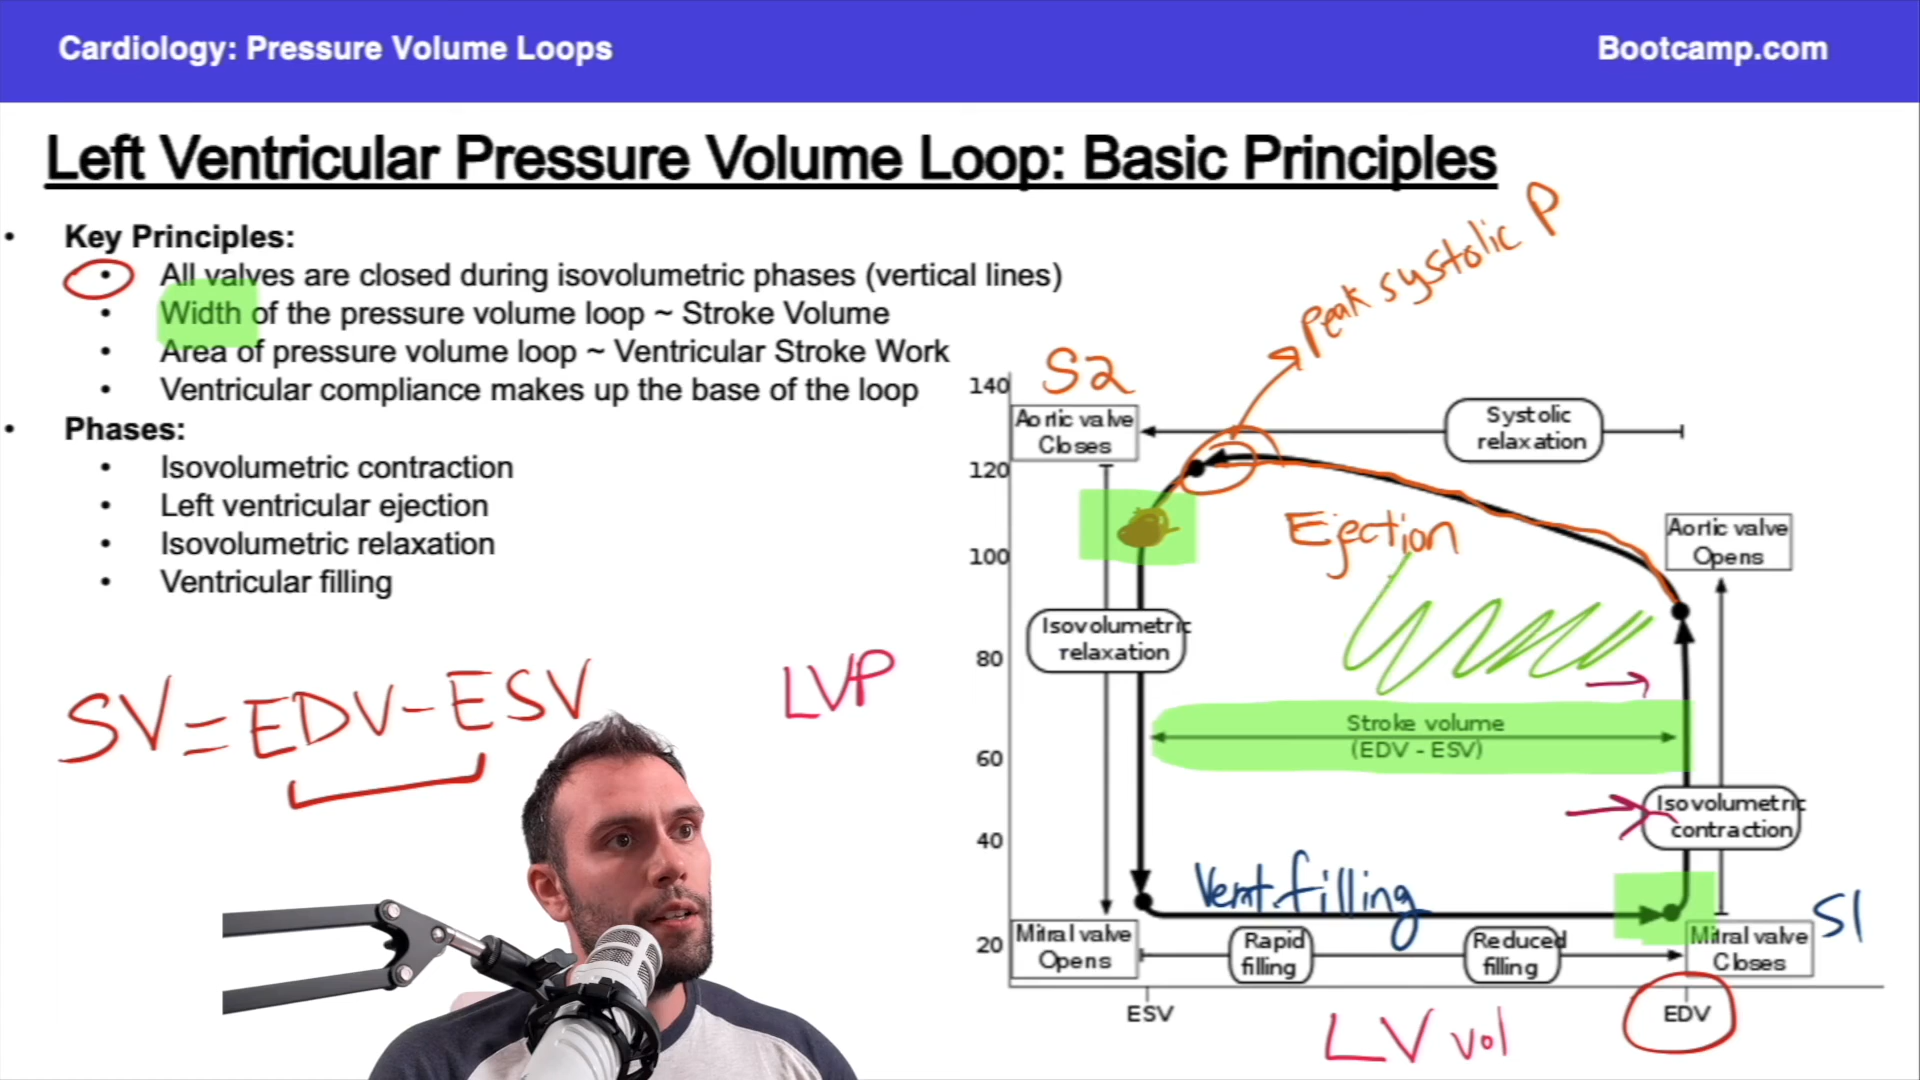 Cardiology: Pressure Volume Loops
Bootcamp.com
Left Ventricular Pressure Volume Loop: Basic Principles
• Key Principles:
• All valves are closed during isovolumetric phases (vertical lines)
• Width of the pressure volume loop ~ Stroke Volume
• Area of pressure volume loop ~ Ventricular Stroke Work
• Ventricular compliance makes up the base of the loop
• Phases:
• Isovolumetric contraction
• Left ventricular ejection
• Isovolumetric relaxation
• Ventricular filling
SV = EDV - ESV
LVP
peak systolic P
S2
140
Aortic valve
Closes
Systolic
relaxation
120
Ejection
Aortic valve
Opens
100
Isovolumetric
relaxation
80
Stroke volume
(EDV - ESV)
60
Isovolumetric
contraction
40
Vent. filling
S1
20
Mitral valve
Opens
Rapid
filling
Reduced
filling
Mitral valve
Closes
ESV
LV vol
EDV